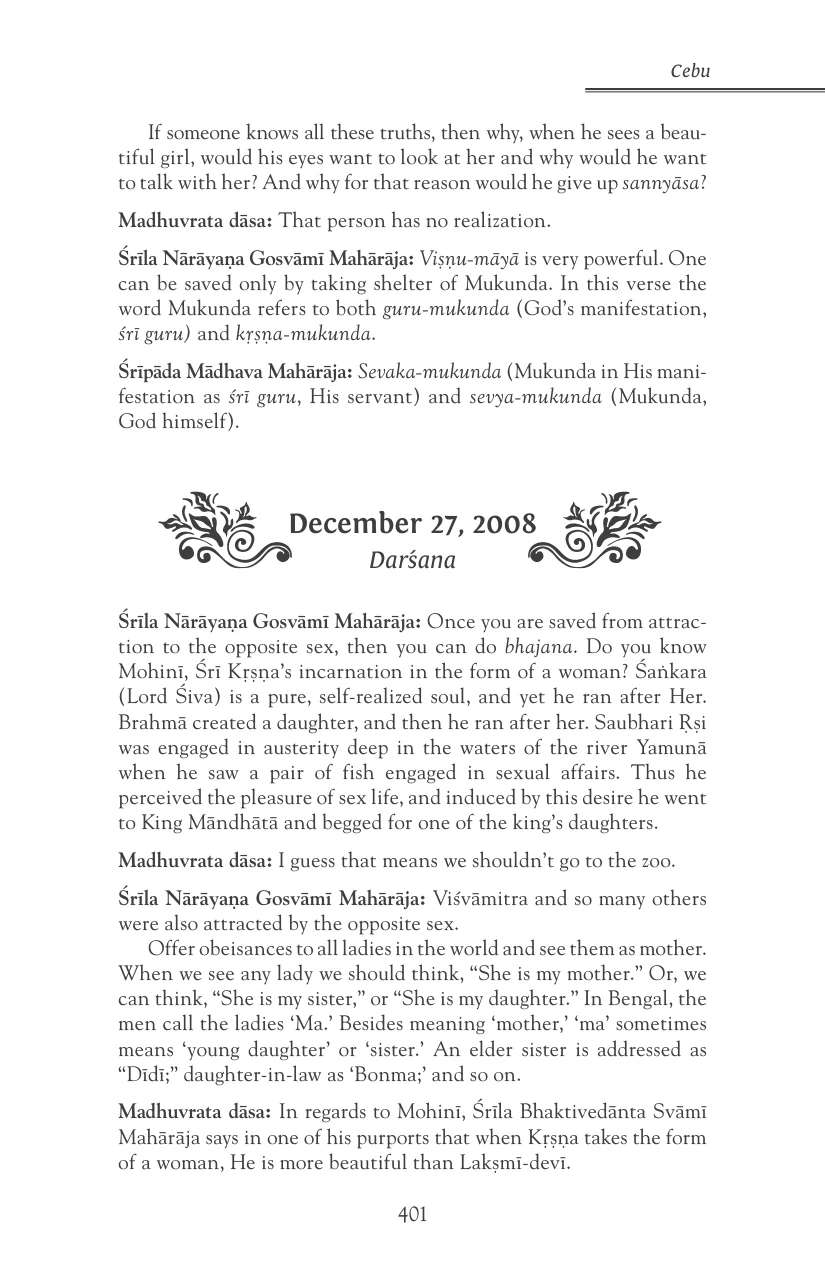 Cebu
If someone knows all these truths, then why, when he sees a beau-
tiful girl, would his eyes want to look at her and why would he want
to talk with her? And why for that reason would he give up sannyāsa?
Madhuvrata dāsa: That person has no realization.
Śrīla Nārāyaṇa Gosvāmī Mahārāja: Viṣṇu-māyā is very powerful. One
can be saved only by taking shelter of Mukunda. In this verse the
word Mukunda refers to both guru-mukunda (God’s manifestation,
śrī guru) and kṛṣṇa-mukunda.
Śrīpāda Mādhava Mahārāja: Sevaka-mukunda (Mukunda in His mani-
festation as śrī guru, His servant) and sevya-mukunda (Mukunda,
God himself).
December 27, 2008
Darśana
Śrīla Nārāyaṇa Gosvāmī Mahārāja: Once you are saved from attrac-
tion to the opposite sex, then you can do bhajana. Do you know
Mohinī, Śrī Kṛṣṇa’s incarnation in the form of a woman? Śaṅkara
(Lord Śiva) is a pure, self-realized soul, and yet he ran after Her.
Brahmā created a daughter, and then he ran after her. Saubhari Ṛṣi
was engaged in austerity deep in the waters of the river Yamunā
when he saw a pair of fish engaged in sexual affairs. Thus he
perceived the pleasure of sex life, and induced by this desire he went
to King Māndhātā and begged for one of the king’s daughters.
Madhuvrata dāsa: I guess that means we shouldn’t go to the zoo.
Śrīla Nārāyaṇa Gosvāmī Mahārāja: Viśvāmitra and so many others
were also attracted by the opposite sex.
Offer obeisances to all ladies in the world and see them as mother.
When we see any lady we should think, “She is my mother.” Or, we
can think, “She is my sister,” or “She is my daughter.” In Bengal, the
men call the ladies ‘Ma.’ Besides meaning ‘mother,’ ‘ma’ sometimes
means ‘young daughter’ or ‘sister.’ An elder sister is addressed as
“Dīdī;” daughter-in-law as ‘Bonma;’ and so on.
Madhuvrata dāsa: In regards to Mohinī, Śrīla Bhaktivedānta Svāmī
Mahārāja says in one of his purports that when Kṛṣṇa takes the form
of a woman, He is more beautiful than Lakṣmī-devī.
401